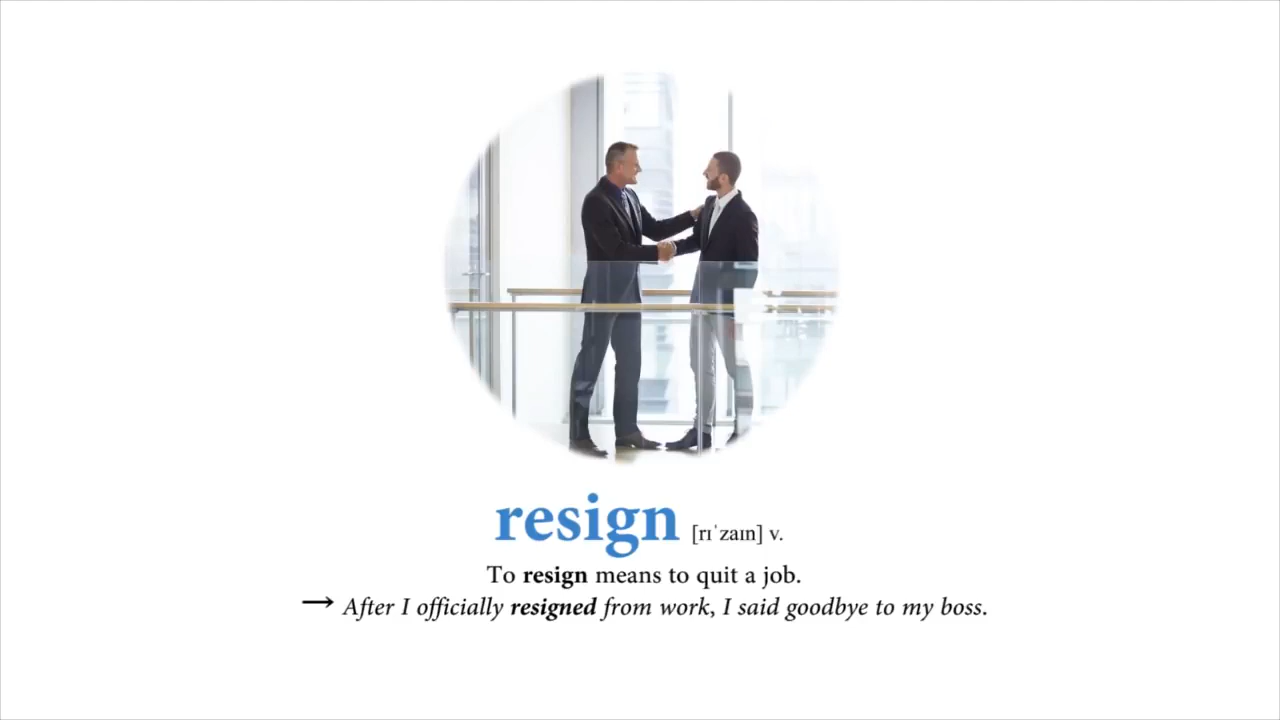 resign [rɪˈzaɪn] v.
To resign means to quit a job.
→ After I officially resigned from work, I said goodbye to my boss.